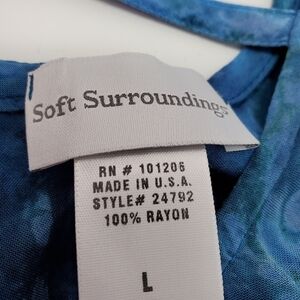 Soft Surroundings
RN # 101206
MADE IN U.S.A.
STYLE# 24792
100% RAYON
L